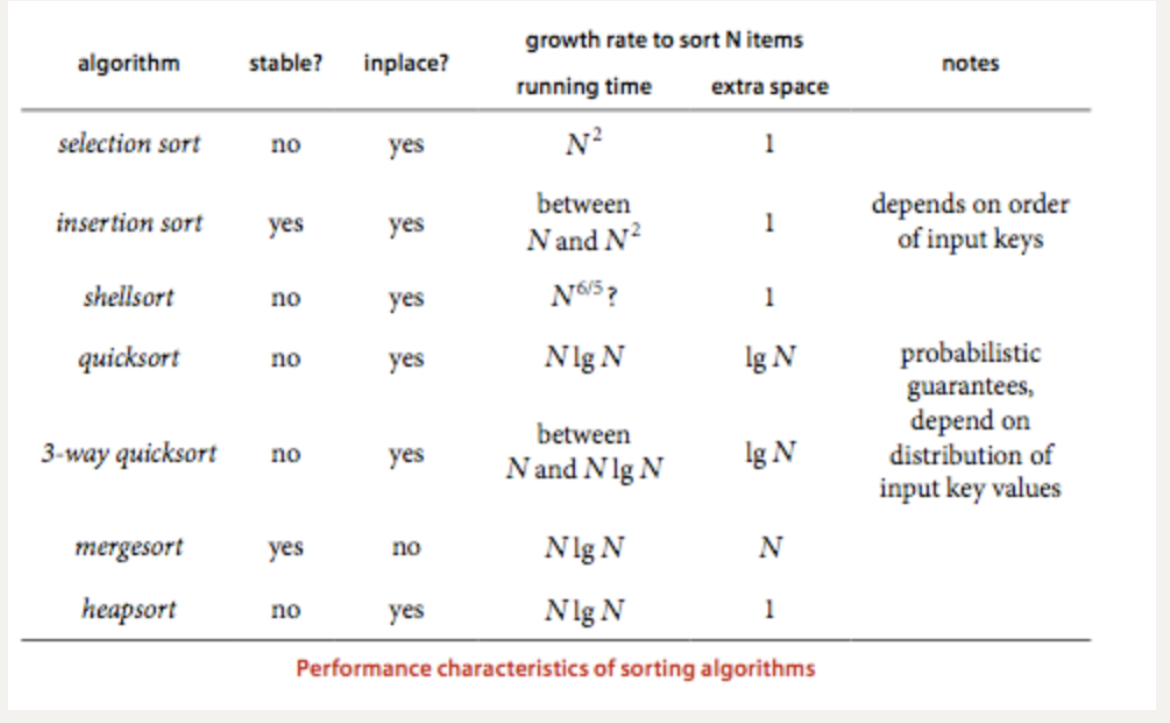 growth rate to sort N items
algorithm stable? inplace? notes
running time extra space
selection sort no yes N² 1
between
depends on order
insertion sort yes yes 1
N and N²
of input keys
shellsort no yes N^6/5 ? 1
quicksort no yes N lg N lg N probabilistic
guarantees,
depend on
between
3-way quicksort no yes lg N distribution of
N and N lg N
input key values
mergesort yes no N lg N N
heapsort no yes N lg N 1
Performance characteristics of sorting algorithms